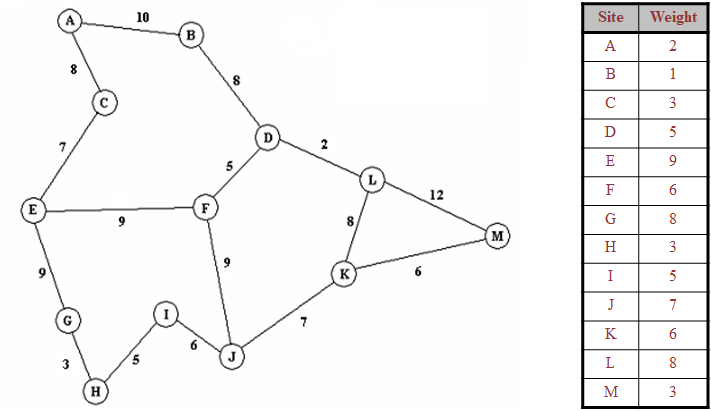 A
10
B
8
8
C
D
2
7
5
L
12
E
F
9
8
M
9
9
K
6
G
I
7
6
J
3
5
H
Site Weight
A 2
B 1
C 3
D 5
E 9
F 6
G 8
H 3
I 5
J 7
K 6
L 8
M 3